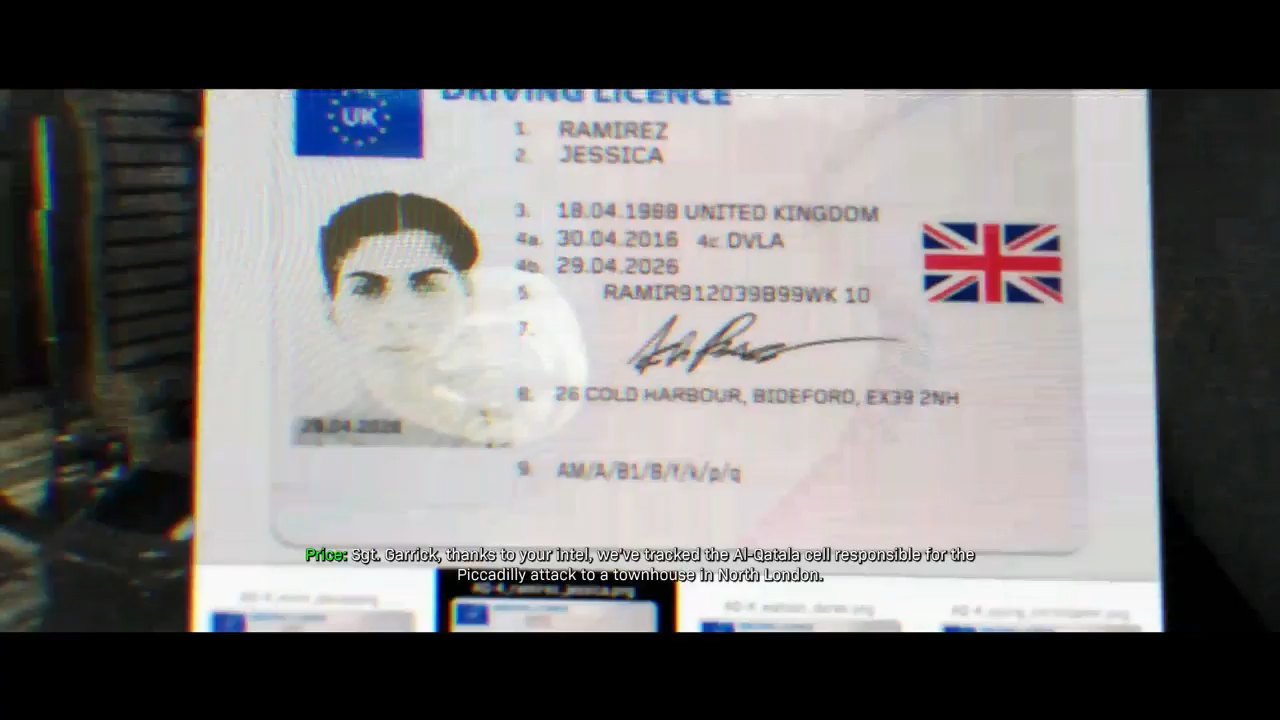 DRIVING LICENCE
UK
1. RAMIREZ
2. JESSICA
3. 18.04.1988 UNITED KINGDOM
4a. 30.04.2016 4c DVLA
4b. 29.04.2026
5. RAMIR912039B99WK 10
7.
8. 26 COLD HARBOUR, BIDEFORD, EX39 2NH
29.04.2026
9. AM/A/B1/B/f/k/p/q
Price: Sgt. Garrick, thanks to your intel, we've tracked the Al-Qatala cell responsible for the
Piccadilly attack to a townhouse in North London.